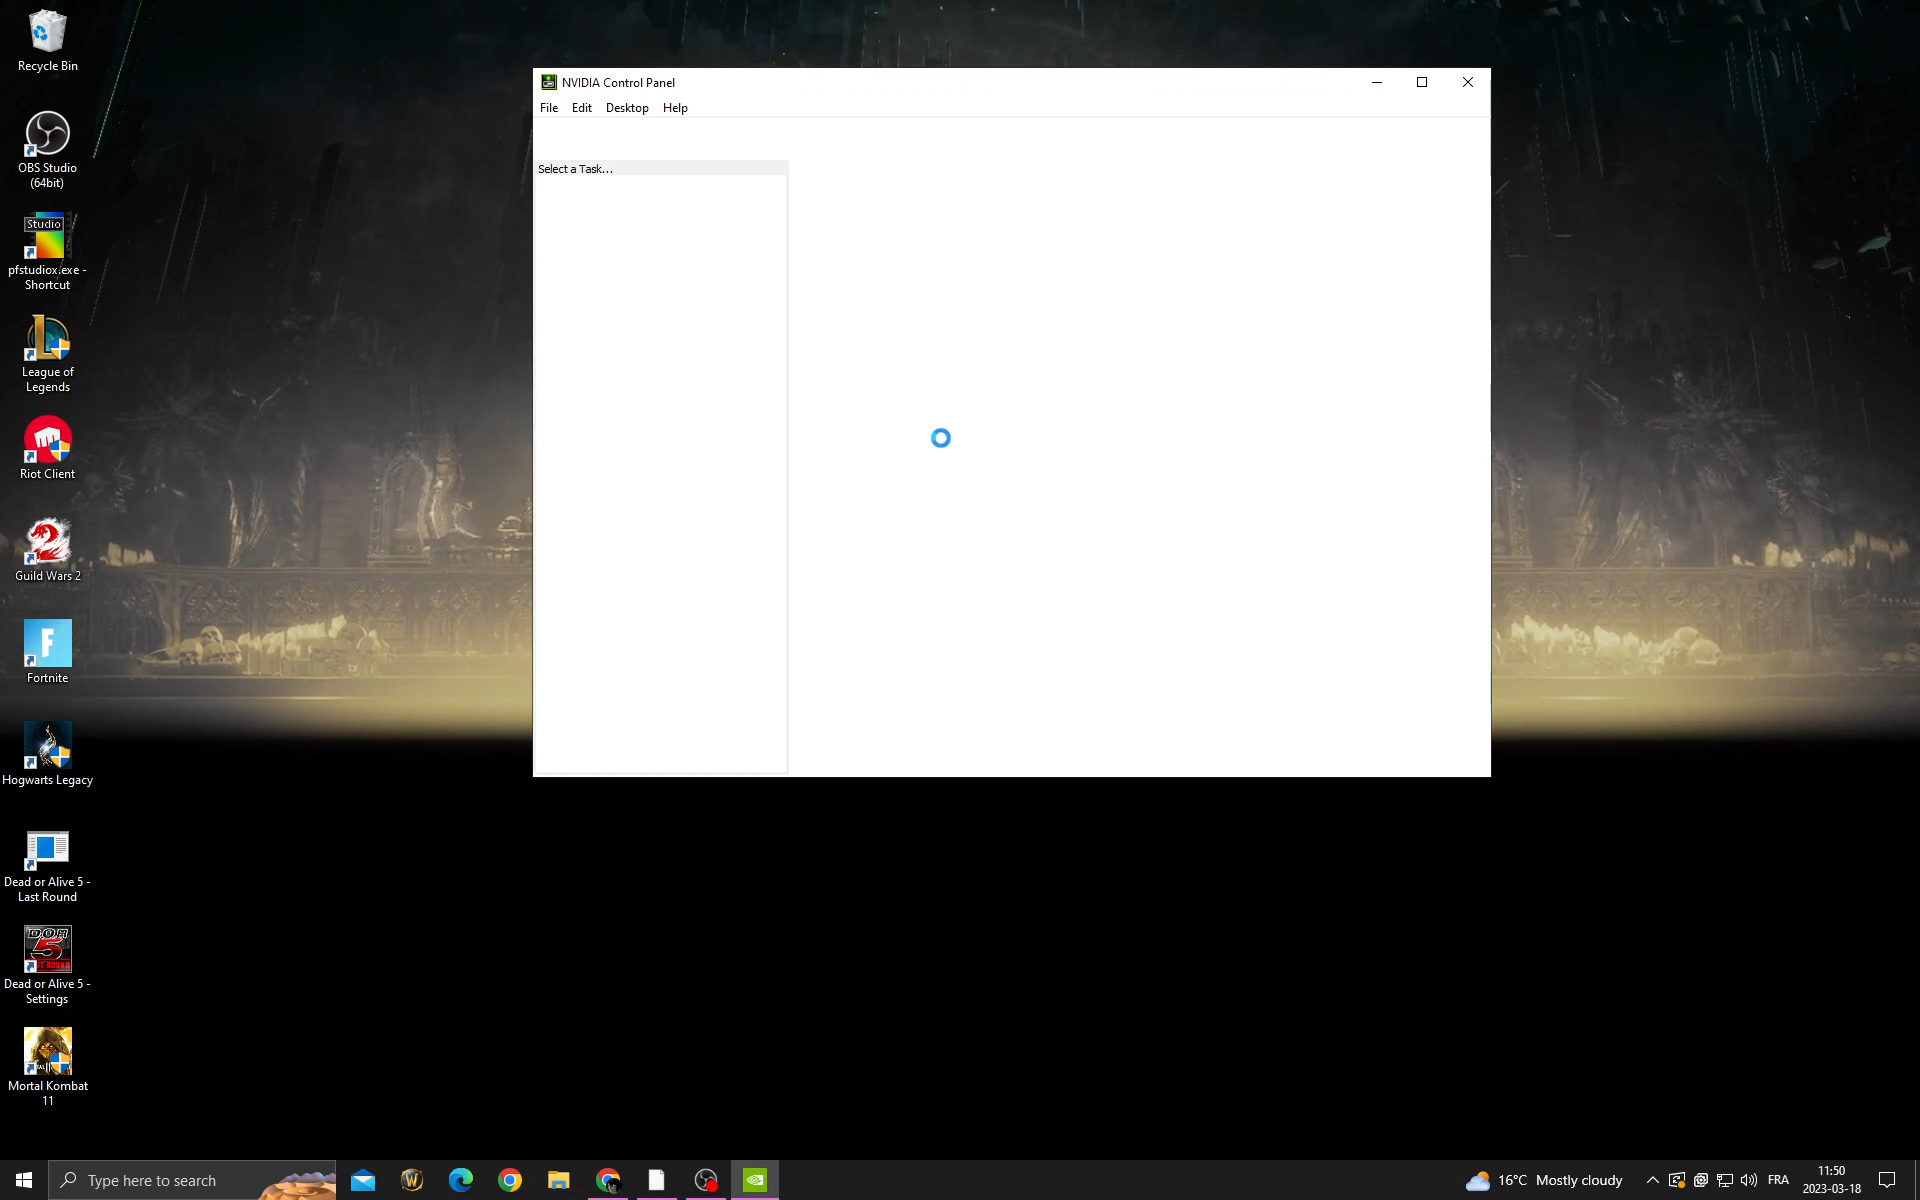 Recycle Bin
OBS Studio
(64bit)
Studio
pfstudiox.exe -
Shortcut
League of
Legends
Riot Client
Guild Wars 2
F
Fortnite
Hogwarts Legacy
Dead or Alive 5 -
Last Round
DOA
5
Dead or Alive 5 -
Settings
Mortal Kombat
11
NVIDIA Control Panel
File Edit Desktop Help
Select a Task...
Type here to search
W
16°C Mostly cloudy
FRA
11:50
2023-03-18